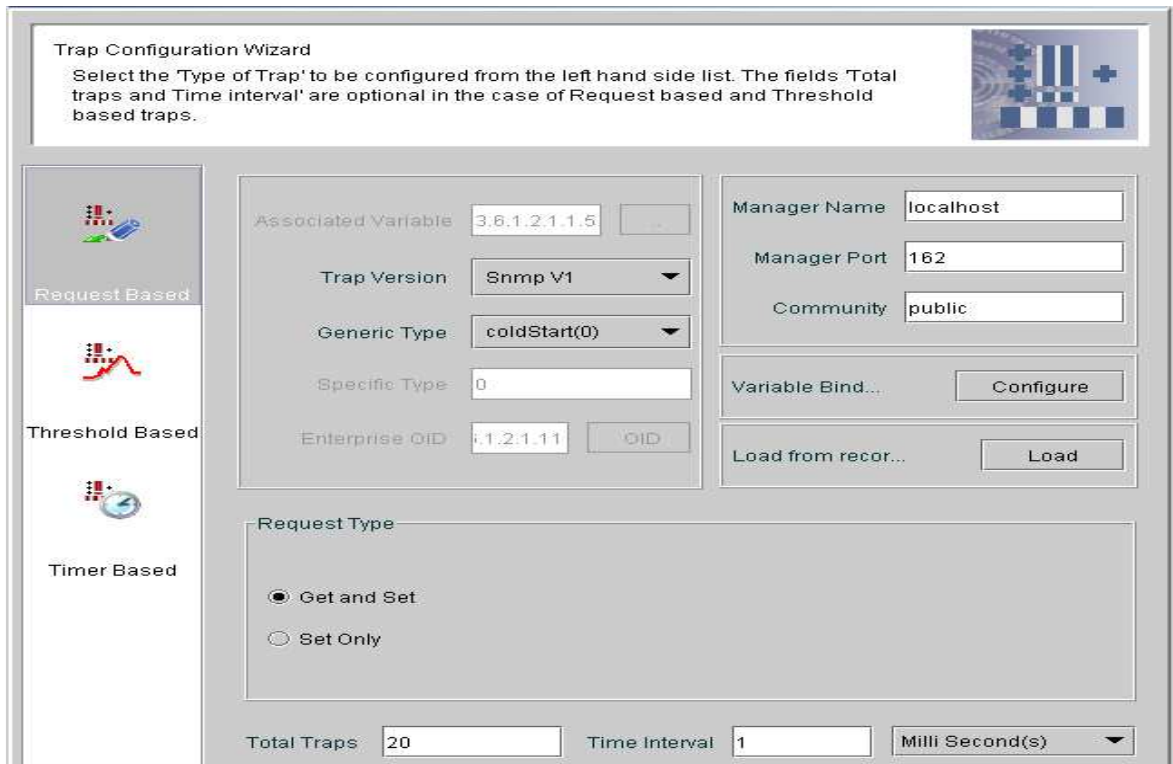 Trap Configuration Wizard
Select the 'Type of Trap' to be configured from the left hand side list. The fields 'Total
traps and Time interval' are optional in the case of Request based and Threshold
based traps.
Request Based
Threshold Based
Timer Based
Associated Variable 3.6.1.2.1.1.5 ..
Trap Version Snmp V1
Generic Type coldStart(0)
Specific Type 0
Enterprise OID .1.2.1.11 OID
Manager Name localhost
Manager Port 162
Community public
Variable Bind... Configure
Load from recor... Load
Request Type
Get and Set
Set Only
Total Traps 20 Time Interval 1 Milli Second(s)